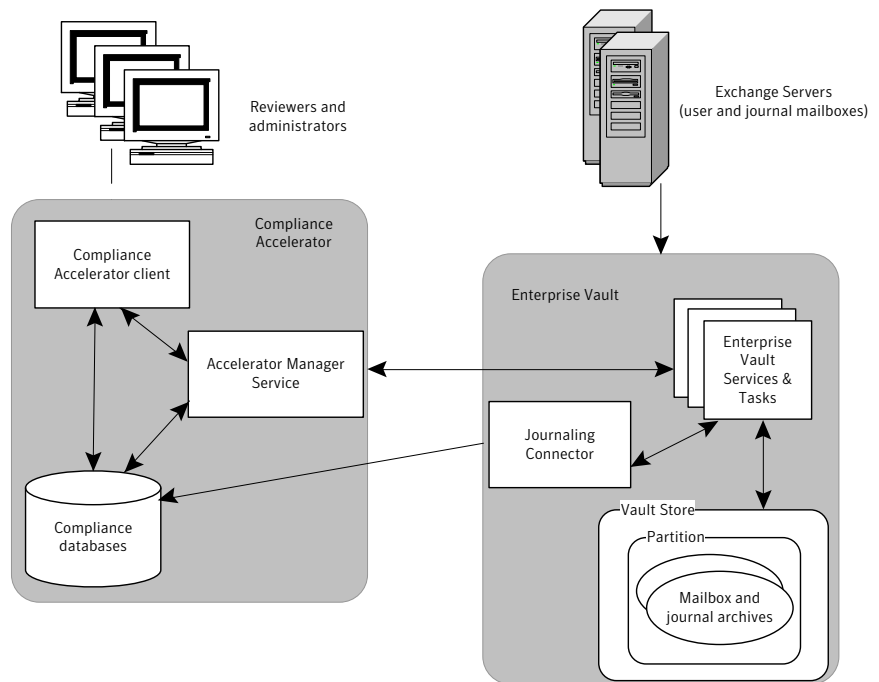 Reviewers and
administrators
Exchange Servers
(user and journal mailboxes)
Compliance
Accelerator
Compliance
Accelerator client
Accelerator Manager
Service
Compliance
databases
Enterprise Vault
Enterprise
Vault
Services &
Tasks
Journaling
Connector
Vault Store
Partition
Mailbox and
journal archives